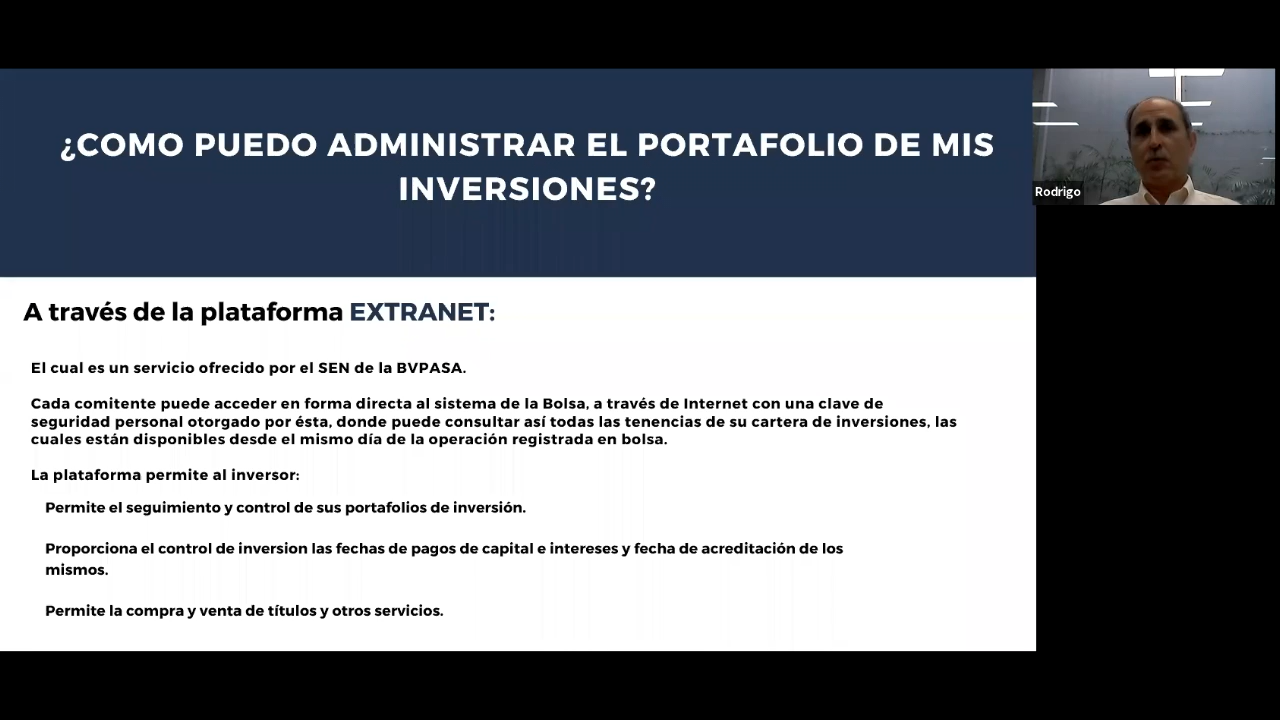 ¿COMO PUEDO ADMINISTRAR EL PORTAFOLIO DE MIS
INVERSIONES?
Rodrigo
A través de la plataforma EXTRANET:
El cual es un servicio ofrecido por el SEN de la BVPASA.
Cada comitente puede acceder en forma directa al sistema de la Bolsa, a través de Internet con una clave de
seguridad personal otorgado por ésta, donde puede consultar así todas las tenencias de su cartera de inversiones, las
cuales están disponibles desde el mismo día de la operación registrada en bolsa.
La plataforma permite al inversor:
Permite el seguimiento y control de sus portafolios de inversión.
Proporciona el control de inversion las fechas de pagos de capital e intereses y fecha de acreditación de los
mismos.
Permite la compra y venta de títulos y otros servicios.